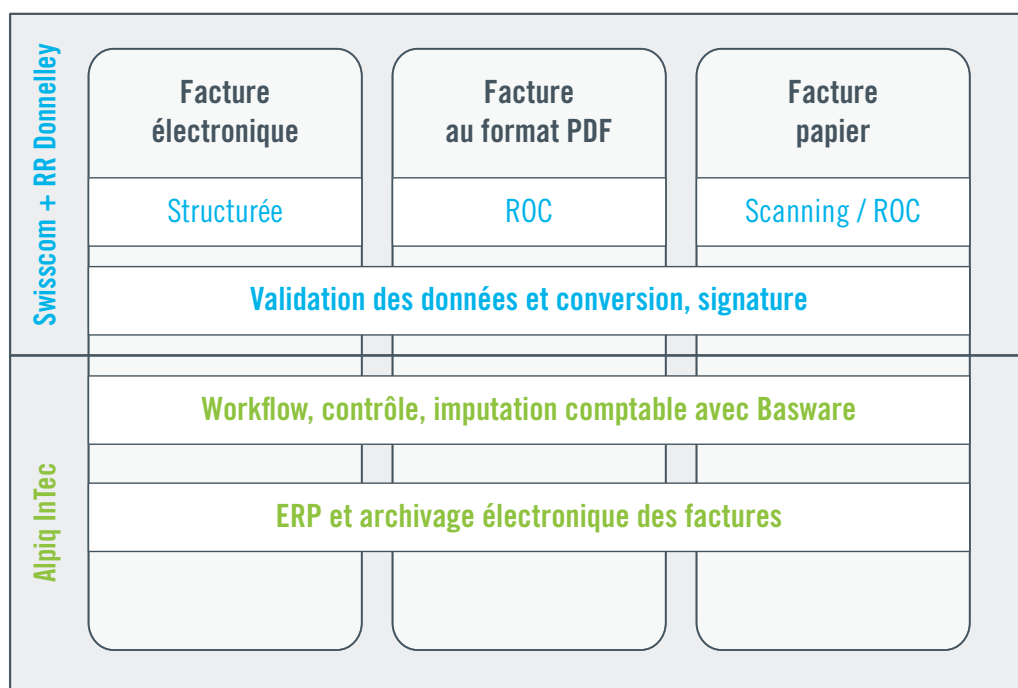 Swisscom + RR Donnelley
Facture
électronique
Facture
au format PDF
Facture
papier
Structurée
ROC
Scanning / ROC
Validation des données et conversion, signature
Alpiq InTec
Workflow, contrôle, imputation comptable avec Basware
ERP et archivage électronique des factures